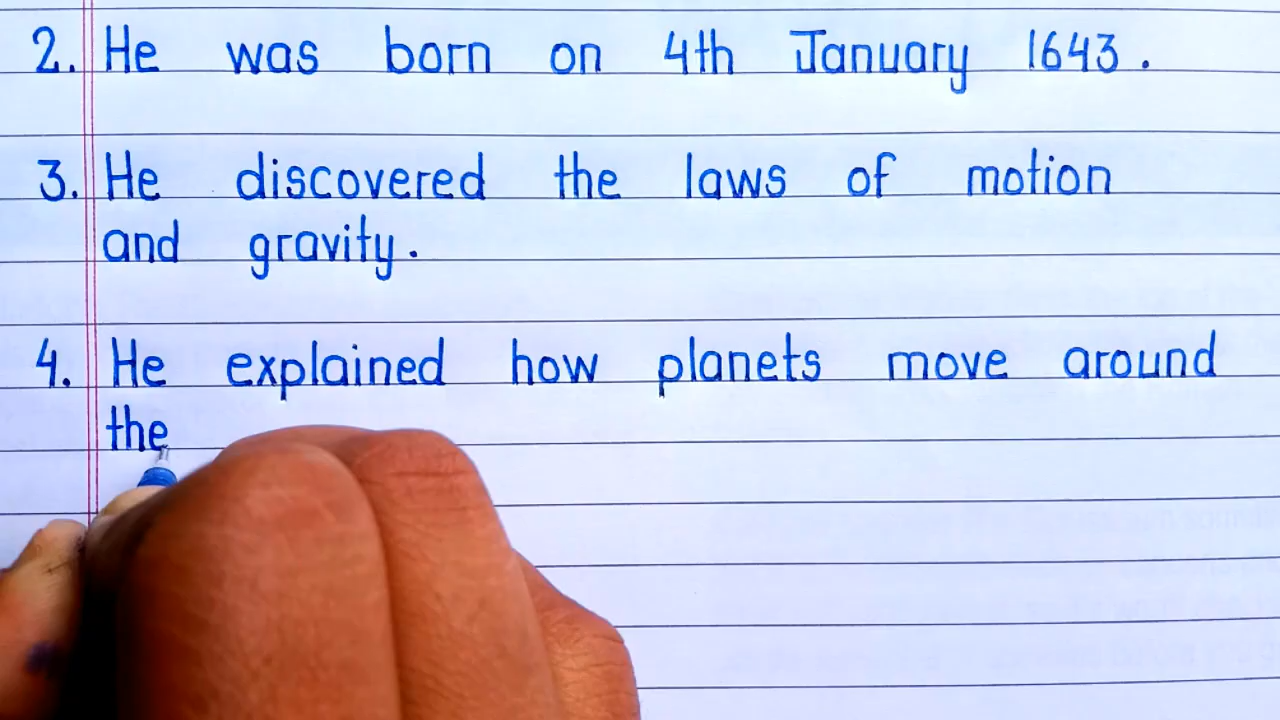 2. He was born on 4th January 1643.
3. He discovered the laws of motion
and gravity.
4. He explained how planets move around
the